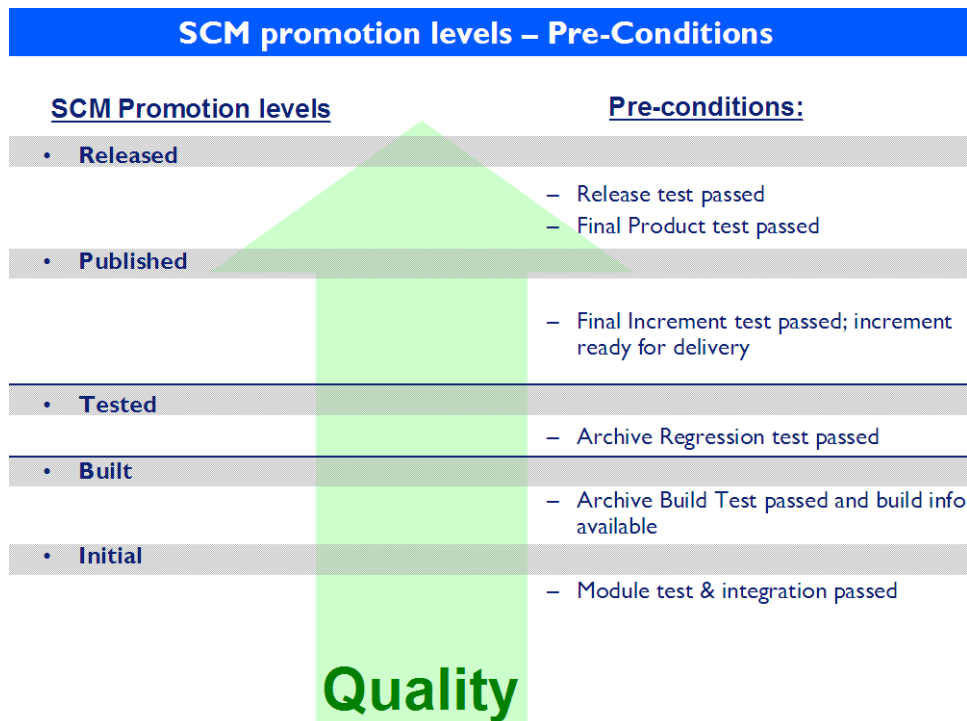 SCM promotion levels – Pre-Conditions
SCM Promotion levels
Pre-conditions:
• Released
– Release test passed
– Final Product test passed
• Published
– Final Increment test passed; increment
ready for delivery
• Tested
– Archive Regression test passed
• Built
– Archive Build Test passed and build info
available
• Initial
– Module test & integration passed
Quality